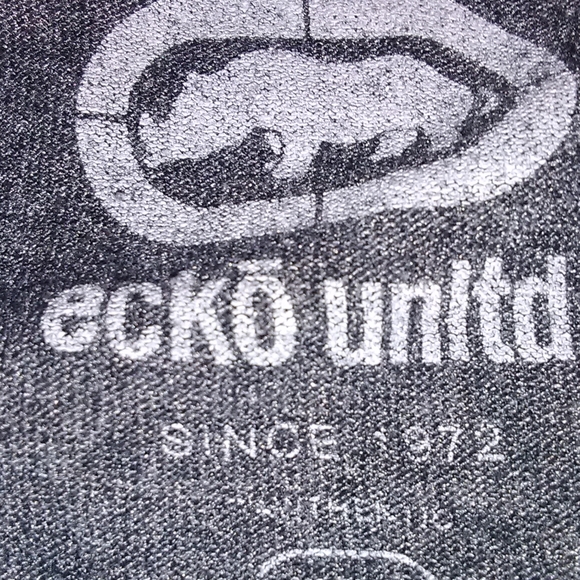 eckō unltd
SINCE 1972
AUTHENTIC